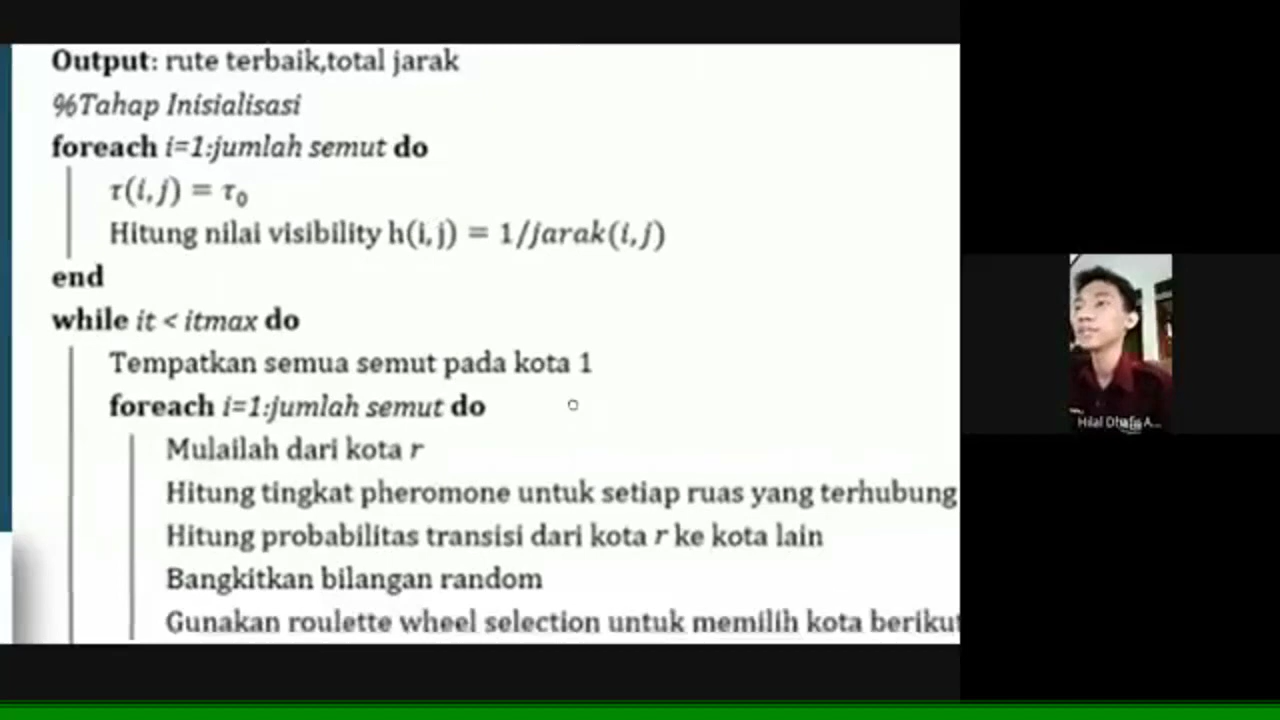 Output: rute terbaik,total jarak
%Tahap Inisialisasi
foreach i=1:jumlah semut do
τ(i,j) = τ₀
Hitung nilai visibility h(i,j) = 1/jarak(i,j)
end
while it < itmax do
Tempatkan semua semut pada kota 1
foreach i=1:jumlah semut do
Mulailah dari kota r
Hitung tingkat pheromone untuk setiap ruas yang terhubung
Hitung probabilitas transisi dari kota r ke kota lain
Bangkitkan bilangan random
Gunakan roulette wheel selection untuk memilih kota berikut
Hilal Dhafa A...